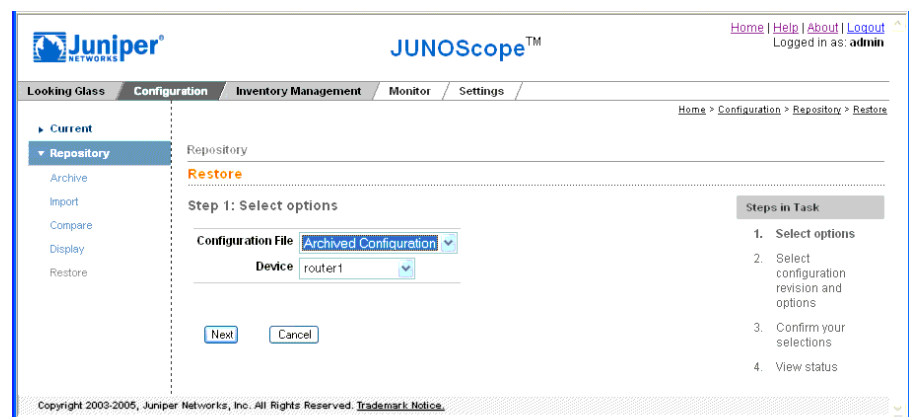 Juniper®
NETWORKS
JUNOScope™
Home | Help | About | Logout
Logged in as: admin
Looking Glass / Configuration / Inventory Management / Monitor / Settings /
Home > Configuration > Repository > Restore
Current
Repository
Archive
Import
Compare
Display
Restore
Repository
Restore
Step 1: Select options
Configuration File Archived Configuration
Device router1
Next Cancel
Steps in Task
1. Select options
2. Select
configuration
revision and
options
3. Confirm your
selections
4. View status
Copyright 2003-2005, Juniper Networks, Inc. All Rights Reserved. Trademark Notice.